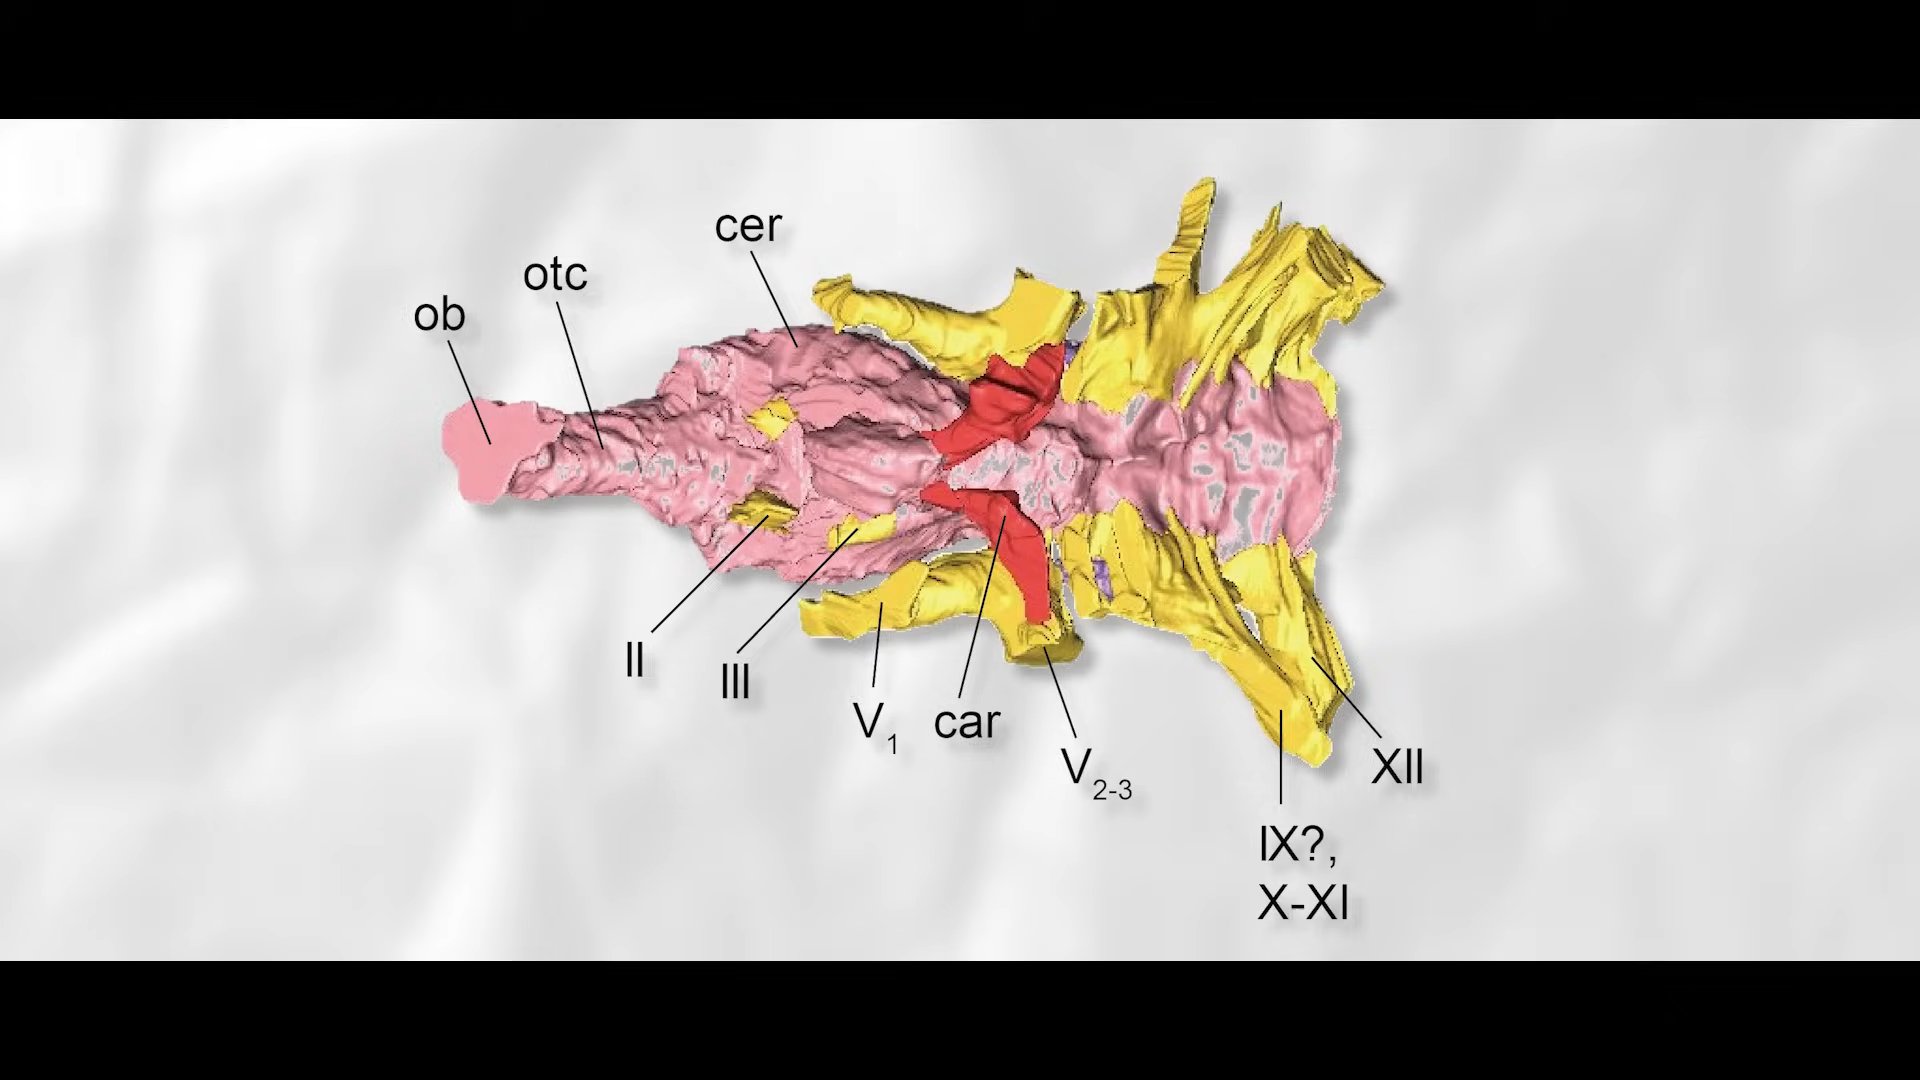 cer
otc
ob
II
III
V₁
car
V₂₋₃
XII
IX?,
X-XI